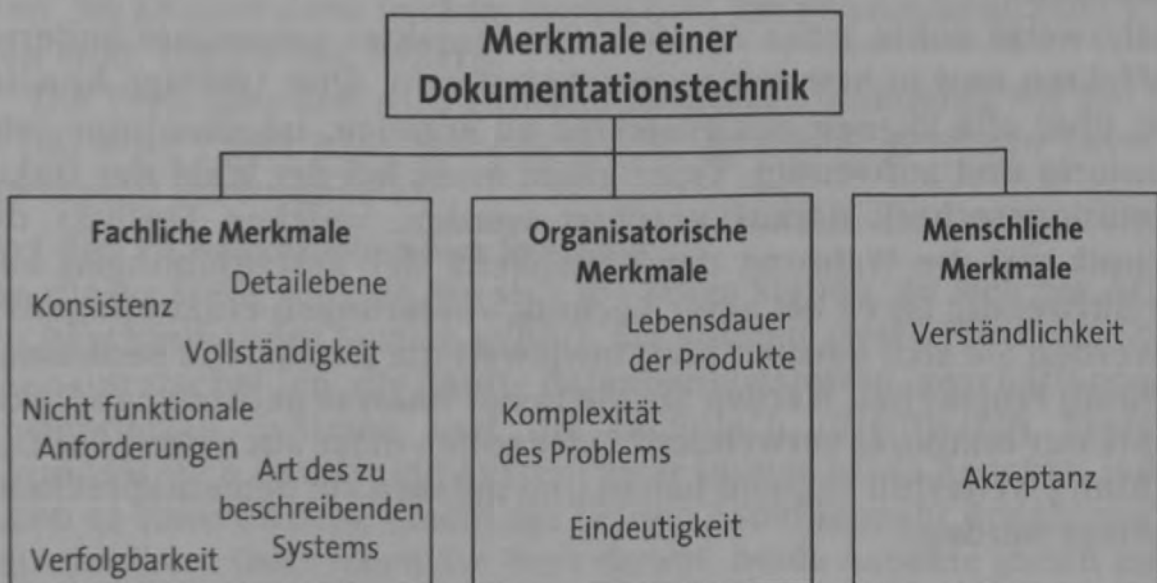 Merkmale einer
Dokumentationstechnik
Fachliche Merkmale
Detailebene
Konsistenz
Vollständigkeit
Nicht funktionale
Anforderungen
Art des zu
beschreibenden
Systems
Verfolgbarkeit
Organisatorische
Merkmale
Lebensdauer
der Produkte
Komplexität
des Problems
Eindeutigkeit
Menschliche
Merkmale
Verständlichkeit
Akzeptanz